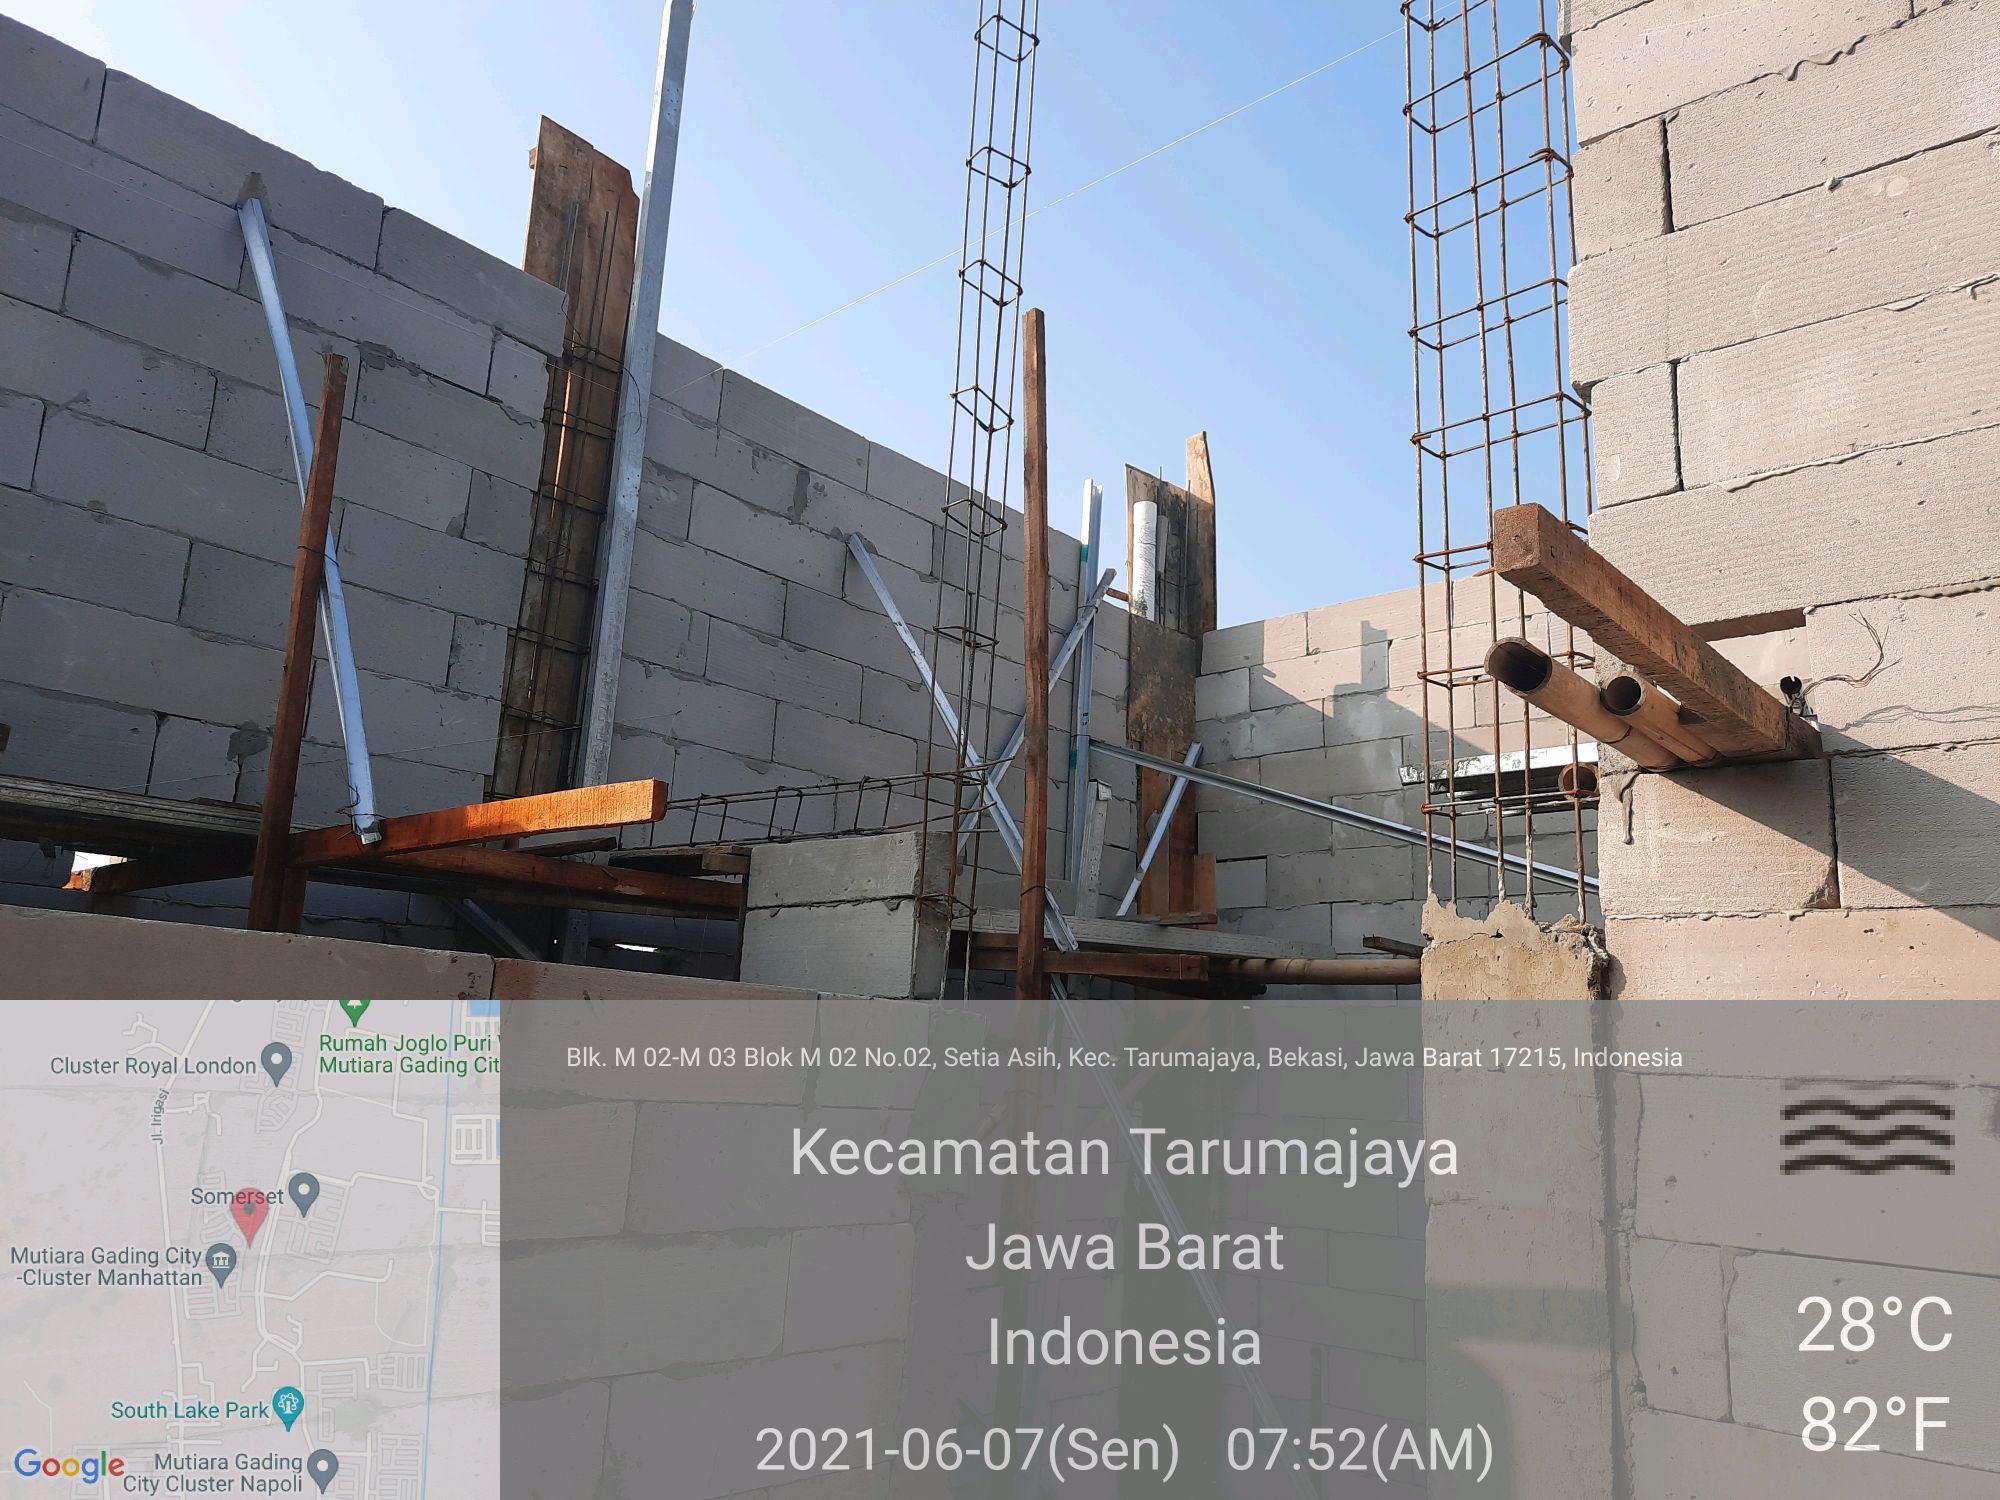 Rumah Joglo Puri
Mutiara Gading Cit
Cluster Royal London
Jl. Irigasi
Somerset
Mutiara Gading City
-Cluster Manhattan
South Lake Park
Google
Mutiara Gading
City Cluster Napoli
Blk. M 02-M 03 Blok M 02 No.02, Setia Asih, Kec. Tarumajaya, Bekasi, Jawa Barat 17215, Indonesia
Kecamatan Tarumajaya
Jawa Barat
Indonesia
2021-06-07(Sen) 07:52(AM)
28°C
82°F